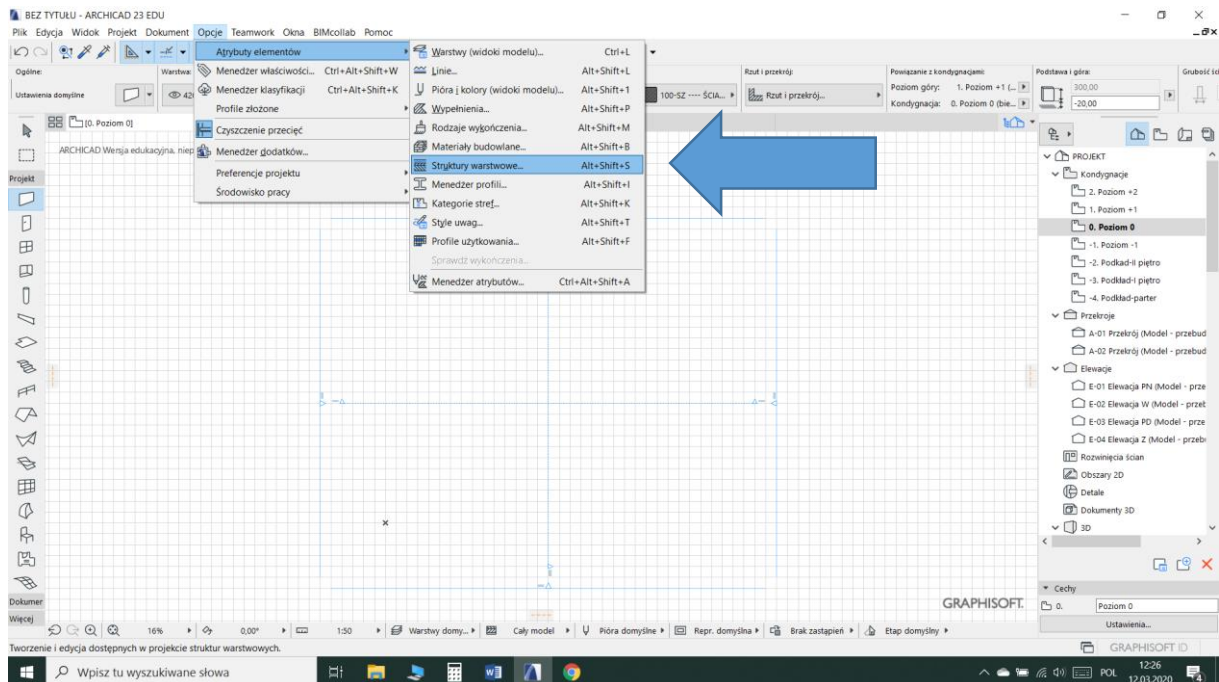 BEZ TYTUŁU - ARCHICAD 23 EDU
Plik Edycja Widok Projekt Dokument Opcje Teamwork Okna BIMcollab Pomoc
Ogólne:
Warstwa:
Ustawienia domyślne
Rzut i przekrój:
100-SZ ---- ŚCIA...
Rzut i przekrój...
Powiązanie z kondygnacjami:
Poziom góry: 1. Poziom +1 (...
Kondygnacja: 0. Poziom 0 (bie...
Podstawa i góra:
300,00
-20,00
Atrybuty elementów
Menedżer właściwości... Ctrl+Alt+Shift+W
Menedżer klasyfikacji Ctrl+Alt+Shift+K
Profile złożone
Czyszczenie przecięć
Menedżer dodatków...
Preferencje projektu
Środowisko pracy
Warstwy (widoki modelu)... Ctrl+L
Linie... Alt+Shift+L
Pióra i kolory (widoki modelu)... Alt+Shift+1
Wypełnienia... Alt+Shift+P
Rodzaje wykończenia... Alt+Shift+M
Materiały budowlane... Alt+Shift+B
Struktury warstwowe... Alt+Shift+S
Menedżer profili... Alt+Shift+I
Kategorie stref... Alt+Shift+K
Style uwag... Alt+Shift+T
Profile użytkowania... Alt+Shift+F
Sprawdź wykończenia...
Menedżer atrybutów... Ctrl+Alt+Shift+A
[0. Poziom 0]
ARCHICAD Wersja edukacyjna,
Projekt
Dokumen
Więcej
PROJEKT
Kondygnacje
2. Poziom +2
1. Poziom +1
0. Poziom 0
-1. Poziom -1
-2. Podkad-II piętro
-3. Podkład-I piętro
-4. Podkład-parter
Przekroje
A-01 Przekrój (Model - przebud
A-02 Przekrój (Model - przebud
Elewacje
E-01 Elewacja PN (Model - prze
E-02 Elewacja W (Model - przeb
E-03 Elewacja PD (Model - prze
E-04 Elewacja Z (Model - przeb
Rozwinięcia ścian
Obszary 2D
Detale
Dokumenty 3D
3D
Cechy
0. Poziom 0
Ustawienia...
GRAPHISOFT.
16% 0,00° 1:50 Warstwy domy... Cały model Pióra domyślne Repr. domyślna Brak zastąpień Etap domyślny
Tworzenie i edycja dostępnych w projekcie struktur warstwowych.
GRAPHISOFT ID
Wpisz tu wyszukiwane słowa
POL
12:26
12.03.2020